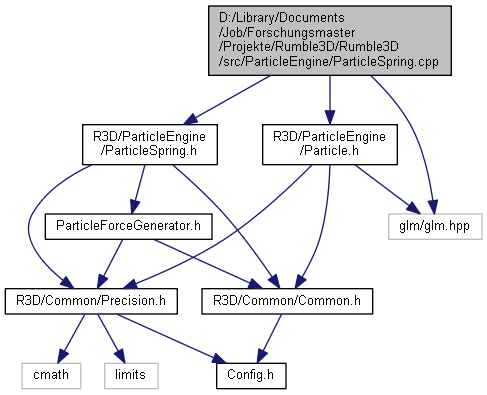 D:/Library/Documents
/Job/Forschungsmaster
/Projekte/Rumble3D/Rumble3D
/src/ParticleEngine/ParticleSpring.cpp
R3D/ParticleEngine
/ParticleSpring.h
R3D/ParticleEngine
/Particle.h
ParticleForceGenerator.h
glm/glm.hpp
R3D/Common/Precision.h
R3D/Common/Common.h
cmath
limits
Config.h